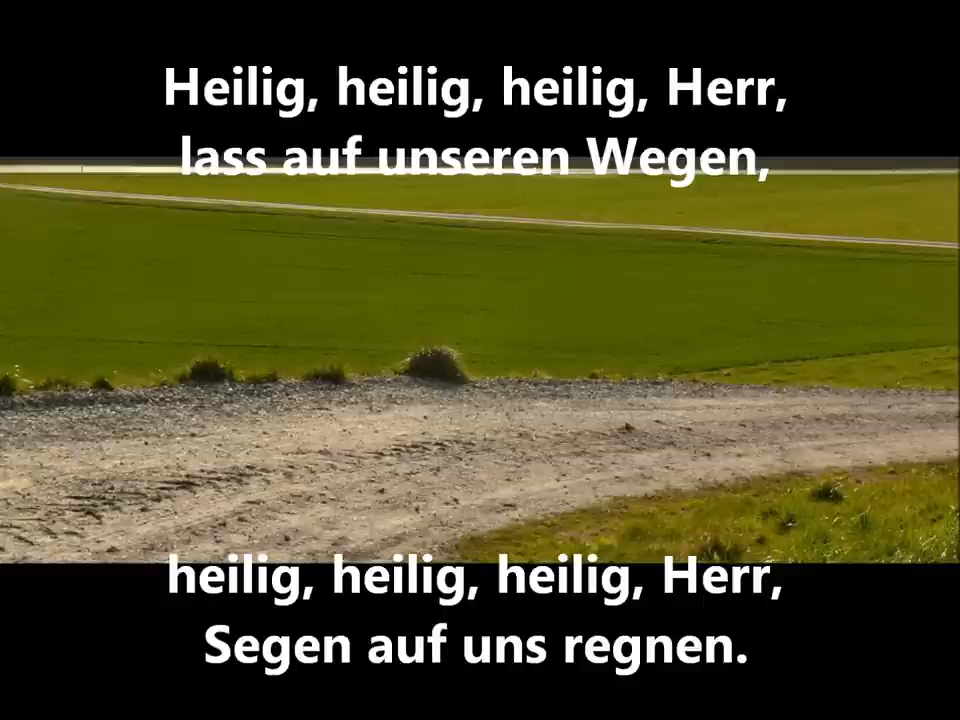 Heilig, heilig, heilig, Herr,
lass auf unseren Wegen,
heilig, heilig, heilig, Herr,
Segen auf uns regnen.